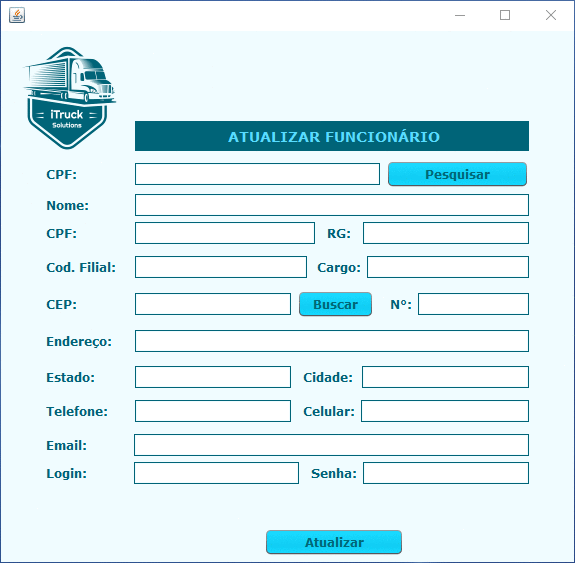 iTruck
Solutions
ATUALIZAR FUNCIONÁRIO
CPF: Pesquisar
Nome:
CPF: RG:
Cod. Filial: Cargo:
CEP: Buscar N°:
Endereço:
Estado: Cidade:
Telefone: Celular:
Email:
Login: Senha:
Atualizar